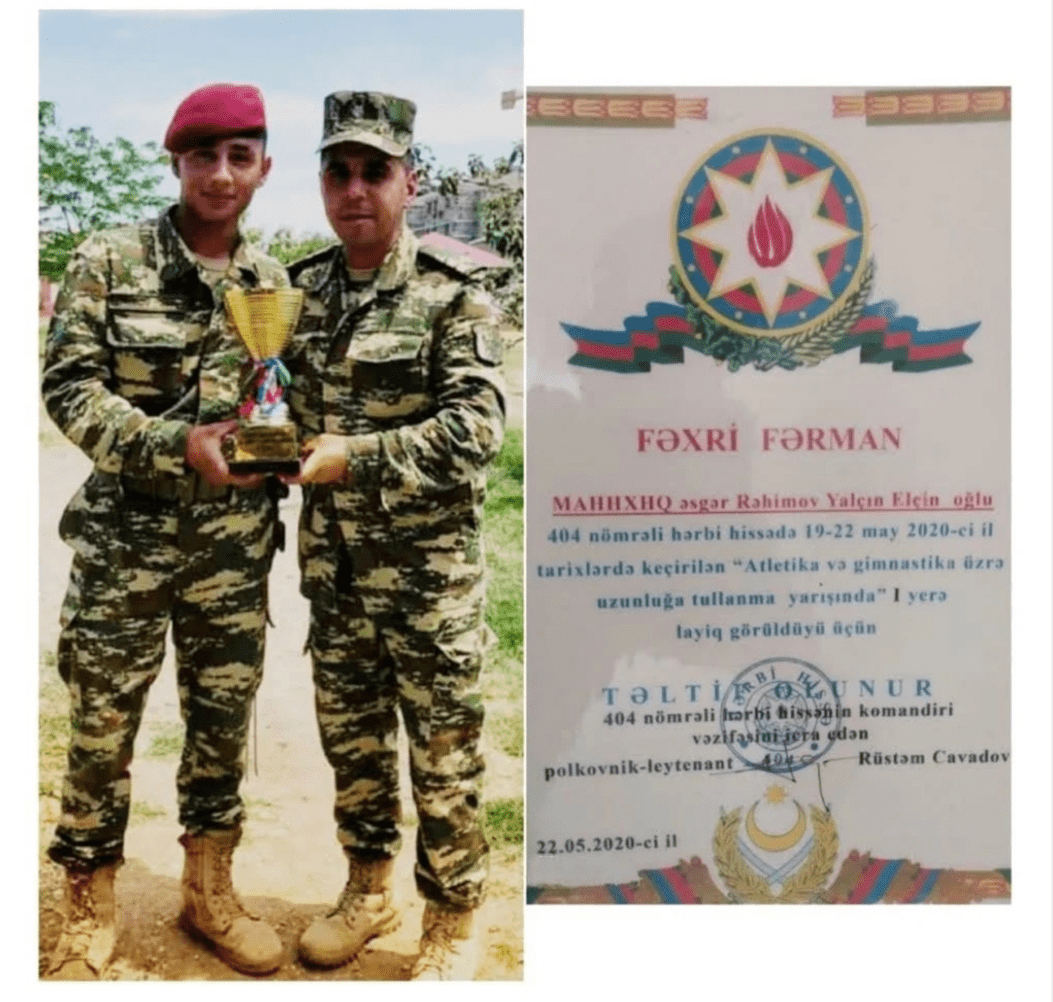 FƏXRİ FƏRMAN
MAHHXHQ əsgər Rəhimov Yalçın Elçin oğlu
404 nömrəli hərbi hissədə 19-22 may 2020-ci il
tarixlərdə keçirilən “Atletika və gimnastika üzrə
uzunluğa tullanma yarışında” I yerə
layiq görüldüyü üçün
TƏLTİF OLUNUR
404 nömrəli hərbi hissənin komandiri
vəzifəsini icra edən
polkovnik-leytenant Rüstəm Cavadov
22.05.2020-ci il